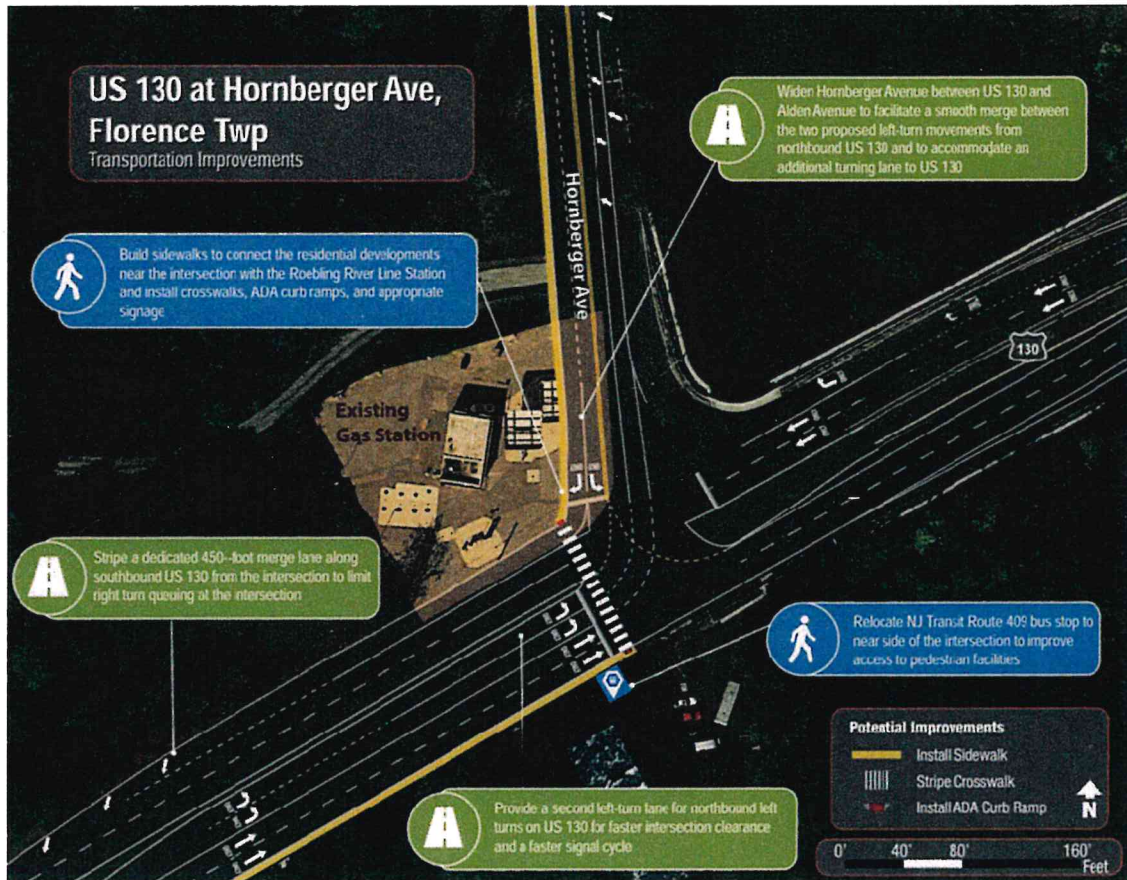 US 130 at Hornberger Ave,
Florence Twp
Transportation Improvements
Widen Hornberger Avenue between US 130 and
Alden Avenue to facilitate a smooth merge between
the two proposed left-turn movements from
northbound US 130 and to accommodate an
additional turning lane to US 130
Hornberger Ave
Build sidewalks to connect the residential developments
near the intersection with the Roebling River Line Station
and install crosswalks, ADA curb ramps, and appropriate
signage
130
Existing
Gas Station
Stripe a dedicated 450--foot merge lane along
southbound US 130 from the intersection to limit
right turn queuing at the intersection
Relocate NJ Transit Route 409 bus stop to
near side of the intersection to improve
access to pedestrian facilities
Provide a second left-turn lane for northbound left
turns on US 130 for faster intersection clearance
and a faster signal cycle
Potential Improvements
Install Sidewalk
Stripe Crosswalk
Install ADA Curb Ramp
N
0' 40' 80' 160'
Feet